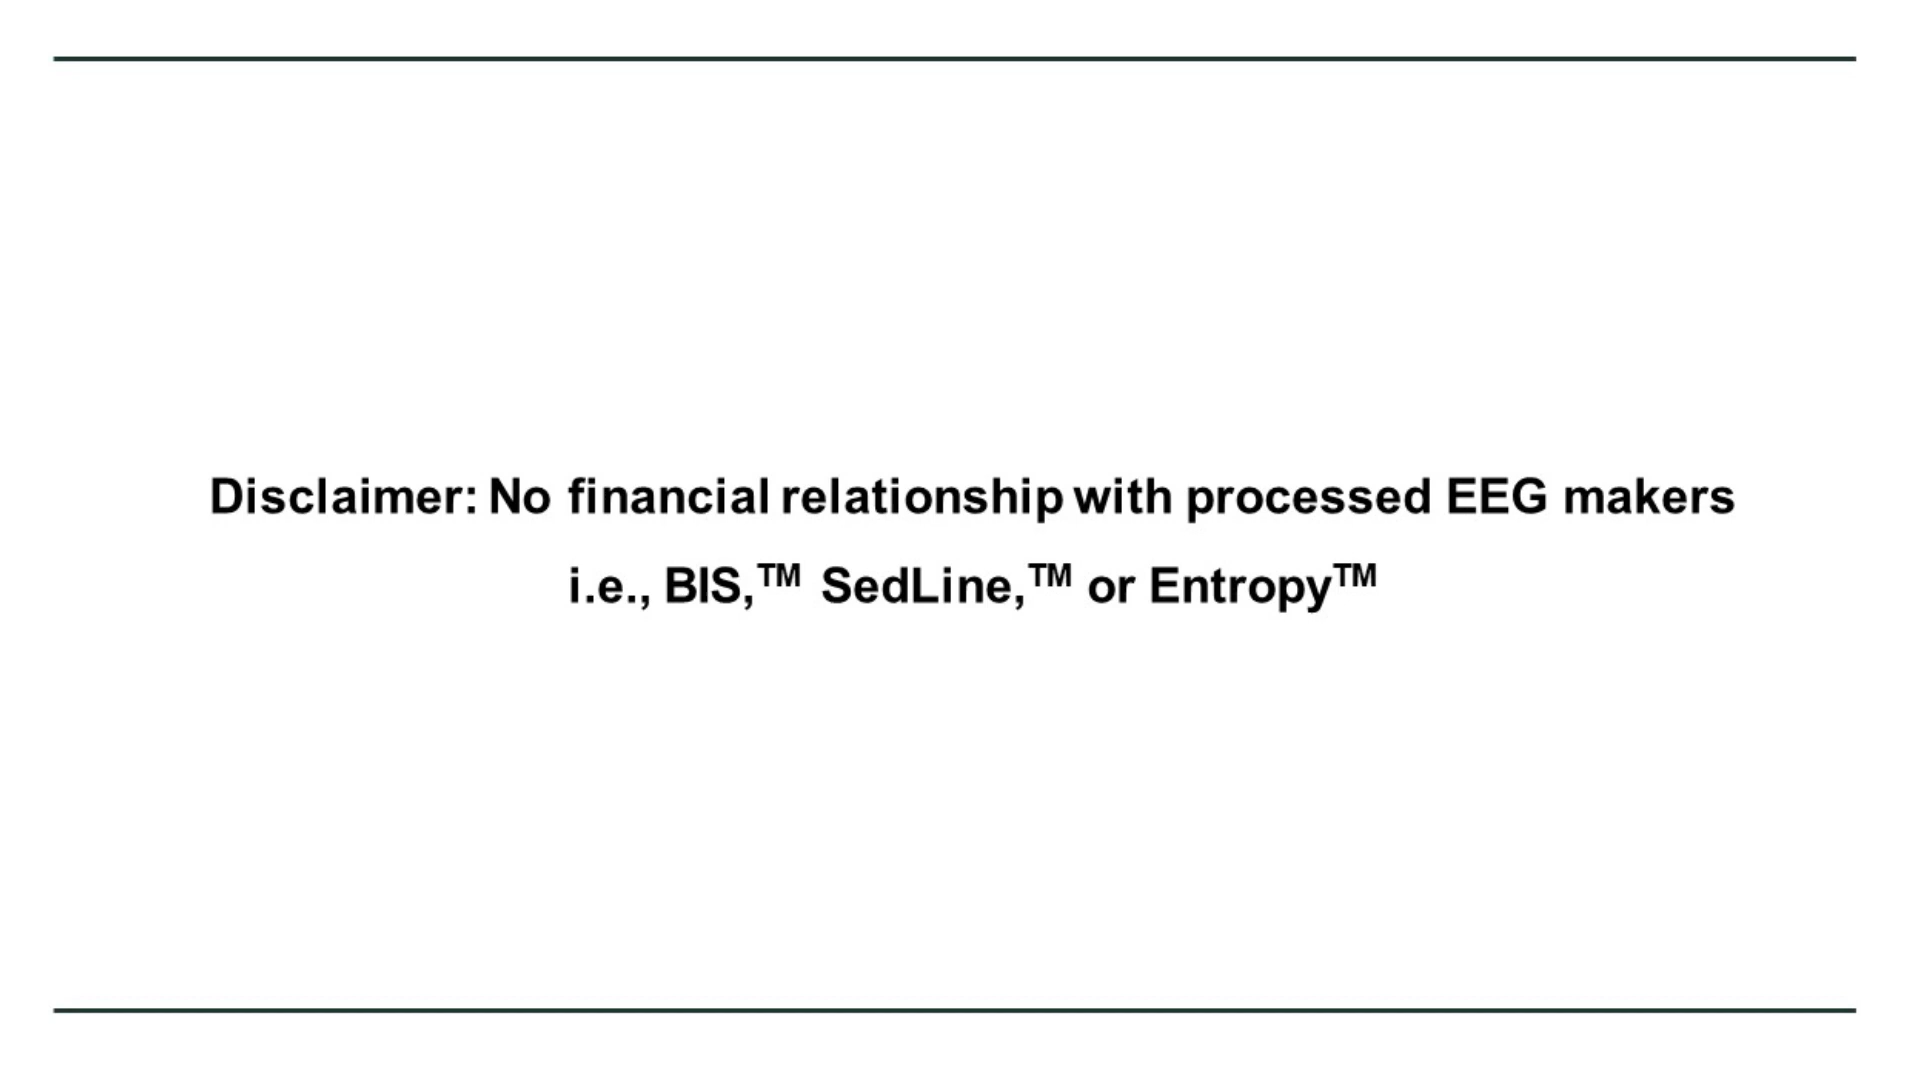 Disclaimer: No financial relationship with processed EEG makers
i.e., BIS,™ SedLine,™ or Entropy™